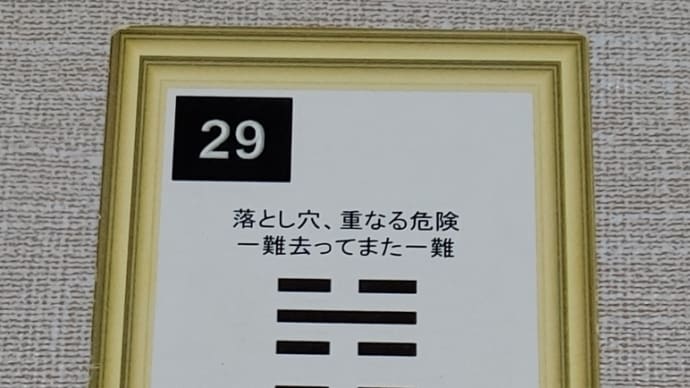 29
落とし穴、重なる危険
一難去ってまた一難